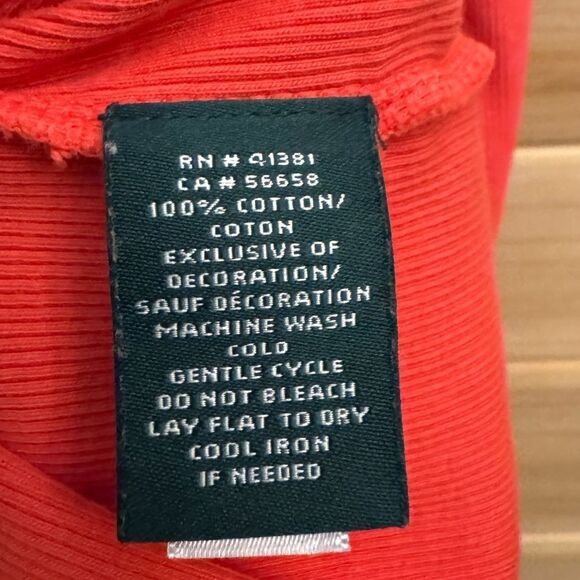 RN # 41381
CA # 56658
100% COTTON/
COTON
EXCLUSIVE OF
DECORATION/
SAUF DÉCORATION
MACHINE WASH
COLD
GENTLE CYCLE
DO NOT BLEACH
LAY FLAT TO DRY
COOL IRON
IF NEEDED